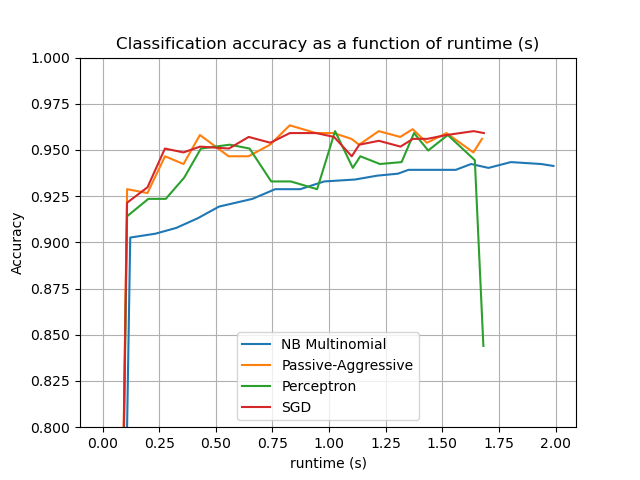 Classification accuracy as a function of runtime (s)
1.000
0.975
0.950
0.925
0.900
0.875
0.850
0.825
0.800
Accuracy
NB Multinomial
Passive-Aggressive
Perceptron
SGD
0.00 0.25 0.50 0.75 1.00 1.25 1.50 1.75 2.00
runtime (s)